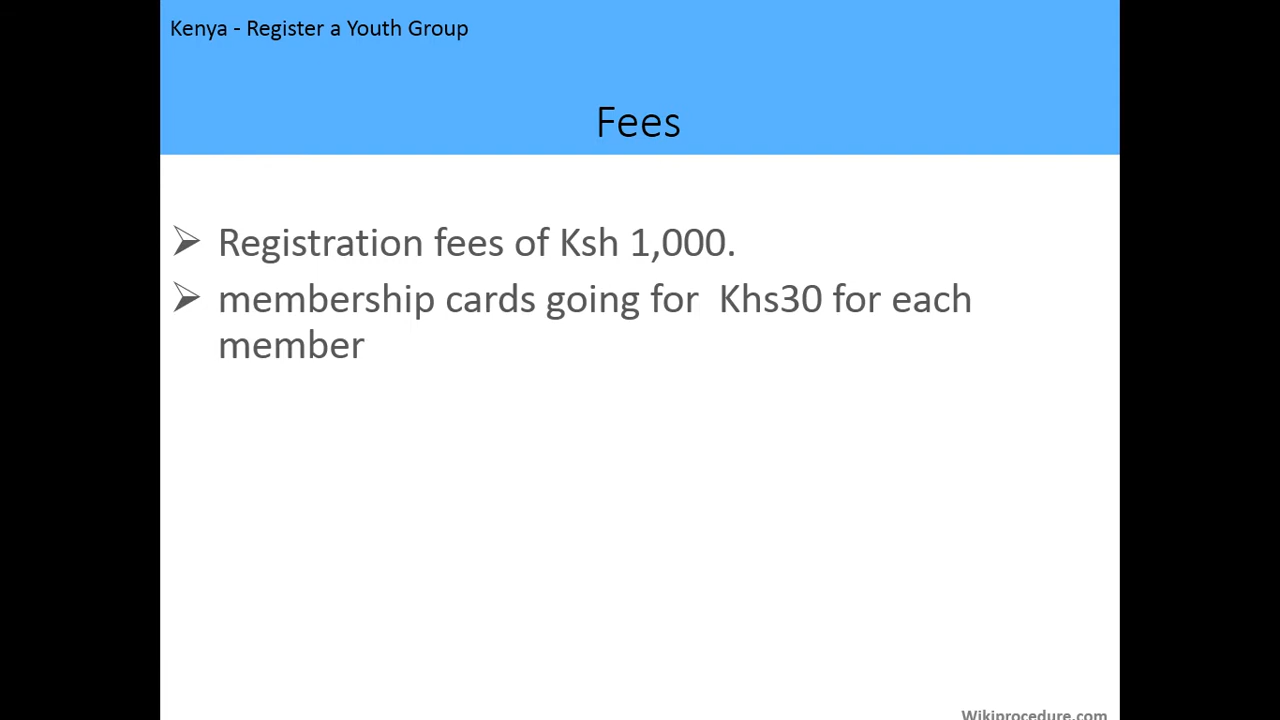 Kenya - Register a Youth Group
Fees
Registration fees of Ksh 1,000.
membership cards going for Khs30 for each
member
Wikiprocedure.com